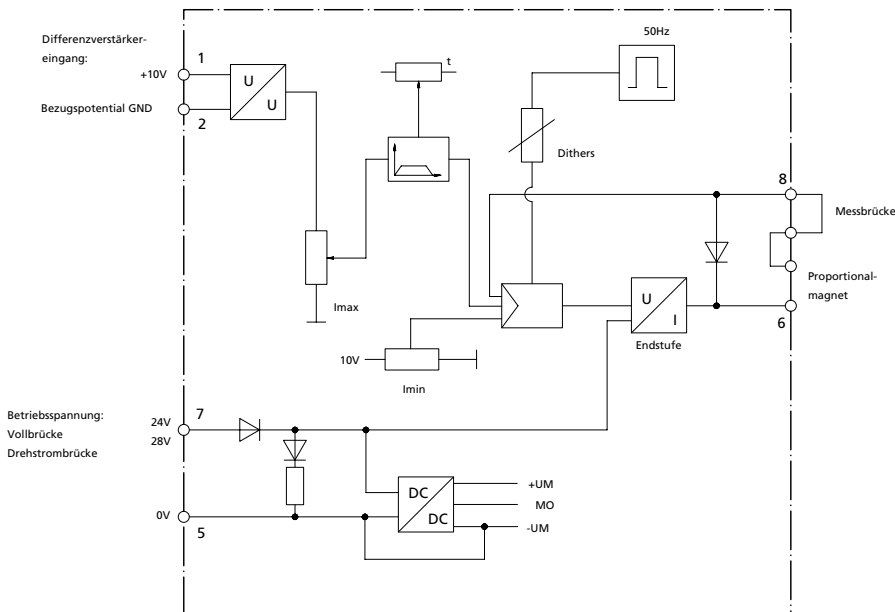 Differenzverstärker-
eingang:
1
+10V
U
U
Bezugspotential GND
2
t
50Hz
Dithers
8
Messbrücke
Proportional-
magnet
6
Imax
U
I
Endstufe
10V
Imin
Betriebsspannung:
Vollbrücke
Drehstrombrücke
24V
28V
7
0V
5
DC
DC
+UM
MO
-UM